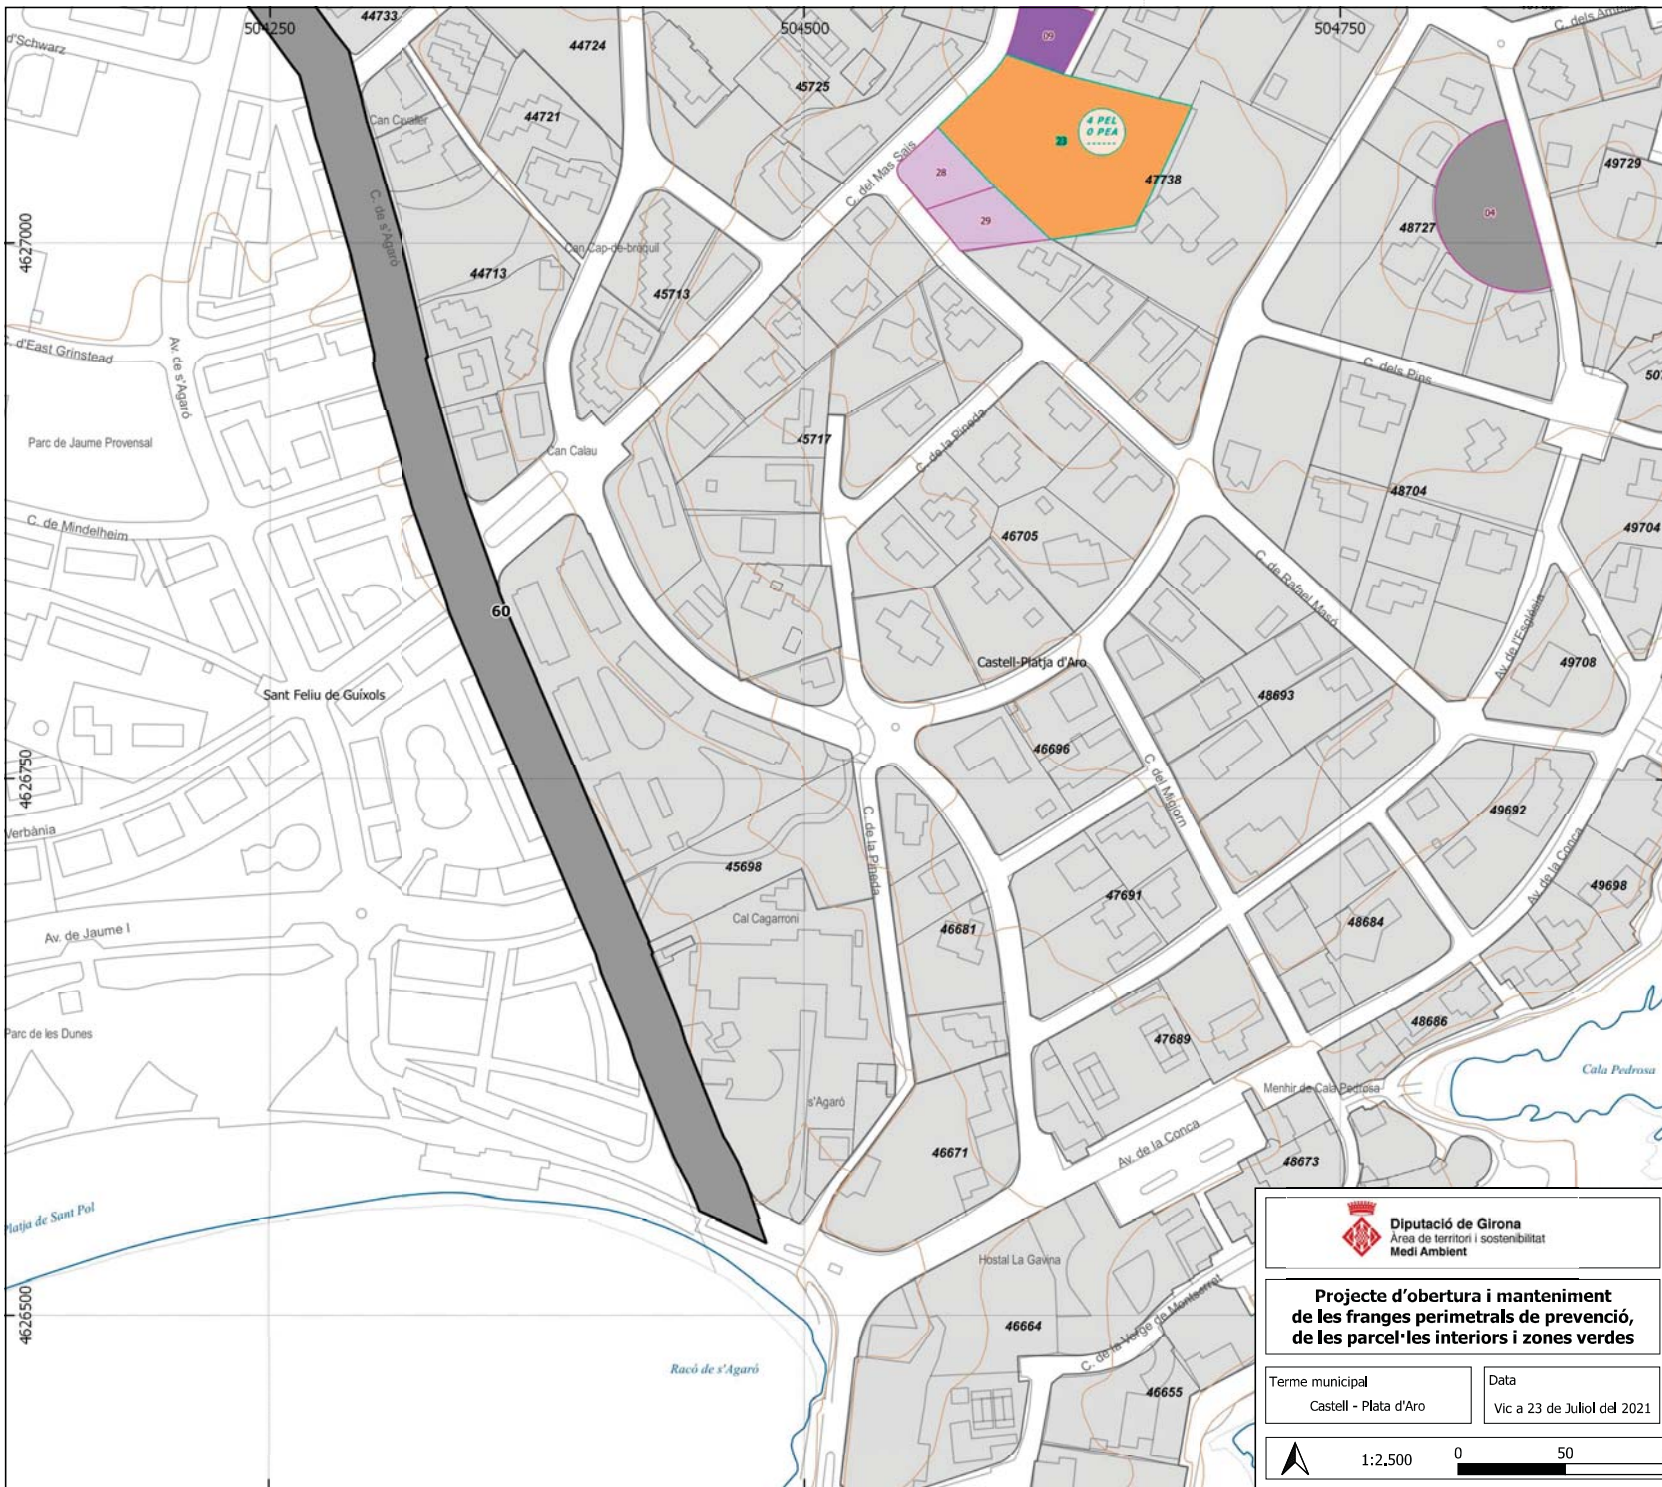 44733
504250
504500
504750
C. dels
d'Schwarz
44724
09
Can Cwaller
44721
45725
4 PEL
0 PEA
------
23
C. del Mas Sais
28
29
47738
49729
04
48727
C. de s'Agaró
4627000
Can Cap-de-broquil
44713
45713
C. d'East Grinstead
Av. de s'Agaró
C. dels Pins
Parc de Jaume Provensal
Can Calau
45717
C. de la Pineda
48704
C. de Mindelheim
46705
49704
C. de Rafael Masó
Av. de l'Església
60
Castell-Platja d'Aro
49708
Sant Feliu de Guíxols
48693
46696
4626750
C. del Migjorn
Verbània
C. de la Pineda
49692
Av. de la Conca
45698
47691
49698
Cal Cagarroni
46681
48684
Av. de Jaume I
Parc de les Dunes
47689
48686
Cala Pedrosa
Menhir de Cala Pedrosa
s'Agaró
46671
Av. de la Conca
48673
Platja de Sant Pol
Hostal La Gavina
4626500
46664
C. de la Verge de Montserrat
Racó de s'Agaró
46655
Diputació de Girona
Àrea de territori i sostenibilitat
Medi Ambient
Projecte d'obertura i manteniment
de les franges perimetrals de prevenció,
de les parcel·les interiors i zones verdes
Terme municipal
Castell - Plata d'Aro
Data
Vic a 23 de Juliol del 2021
1:2.500
0 50